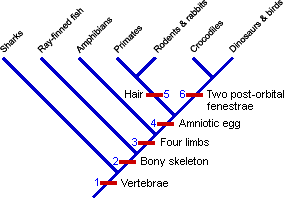 Sharks
Ray-finned fish
Amphibians
Primates
Rodents & rabbits
Crocodiles
Dinosaurs & birds
Hair 5
6 Two post-orbital
fenestrae
4 Amniotic egg
3 Four limbs
2 Bony skeleton
1 Vertebrae